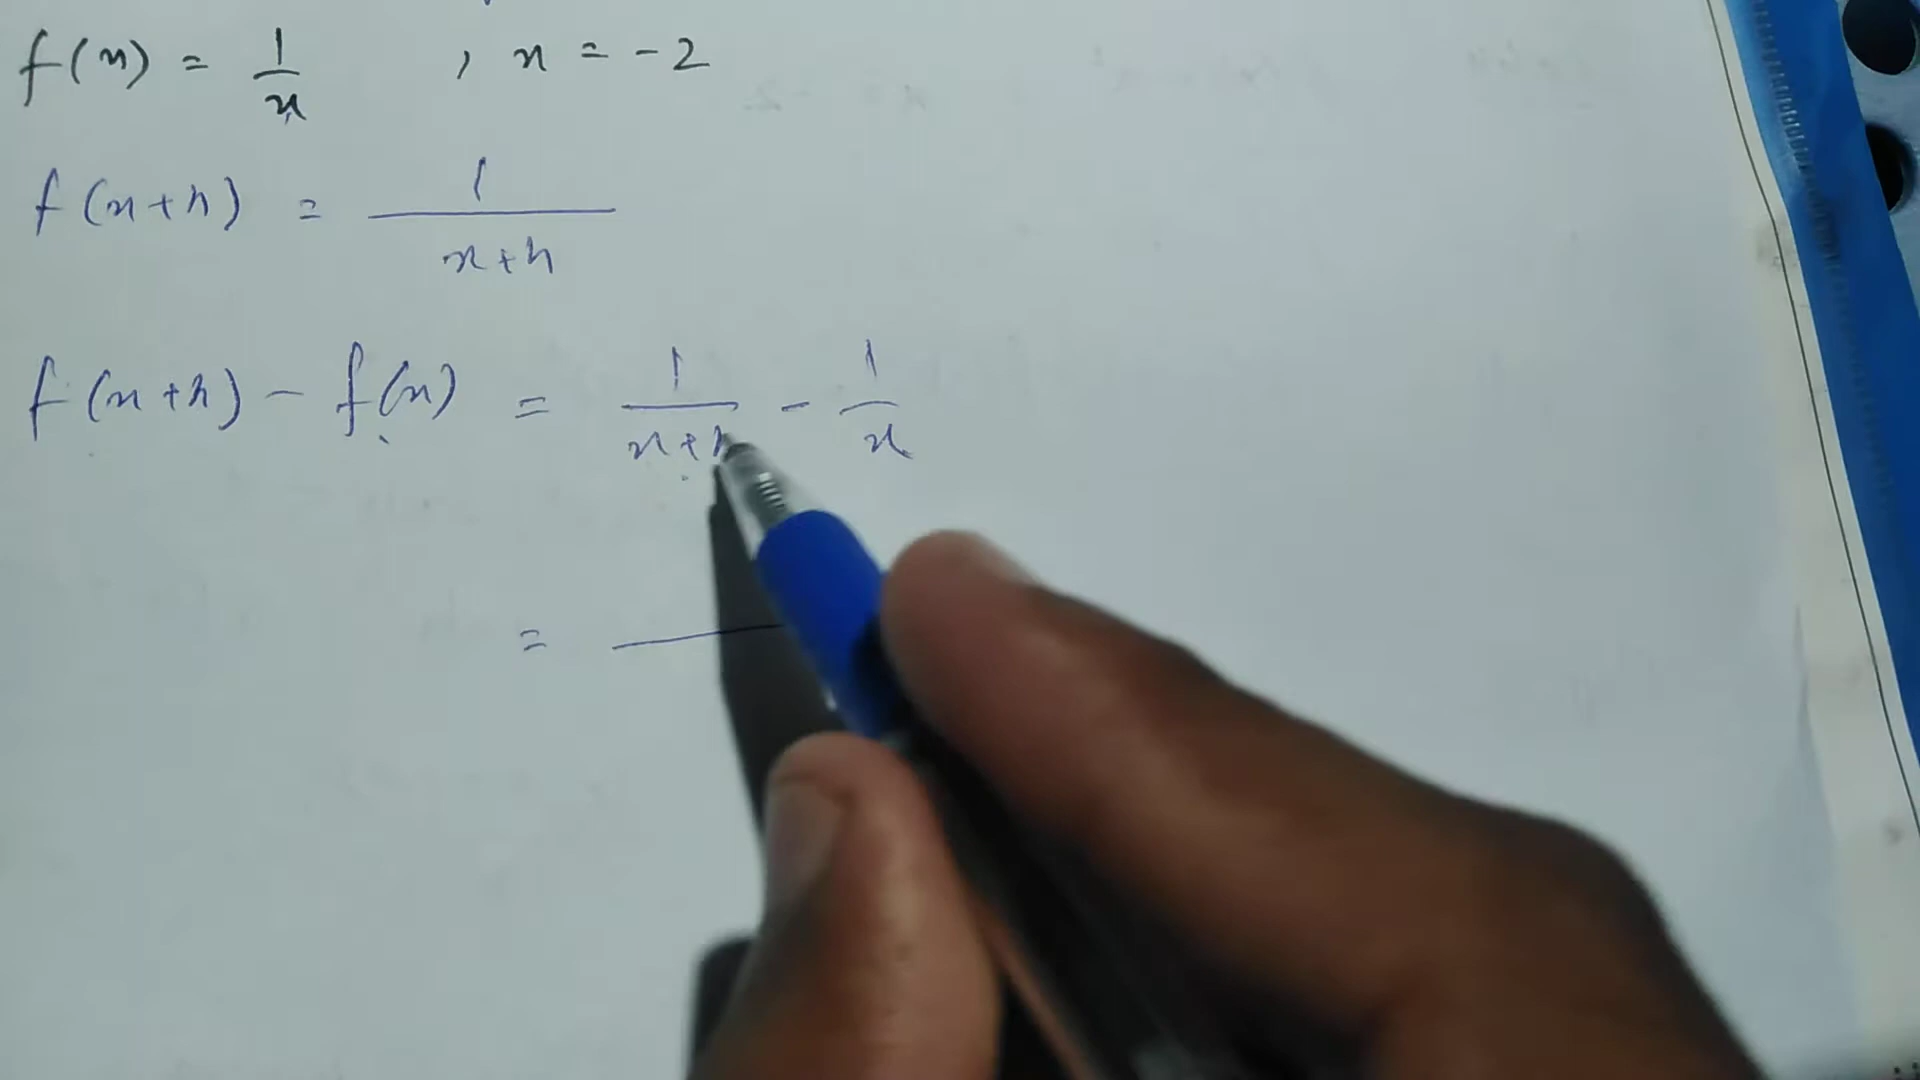 f(x) = 1/x , x = -2
f(x+h) = 1/(x+h)
f(x+h) - f(x) = 1/(x+h) - 1/x
=